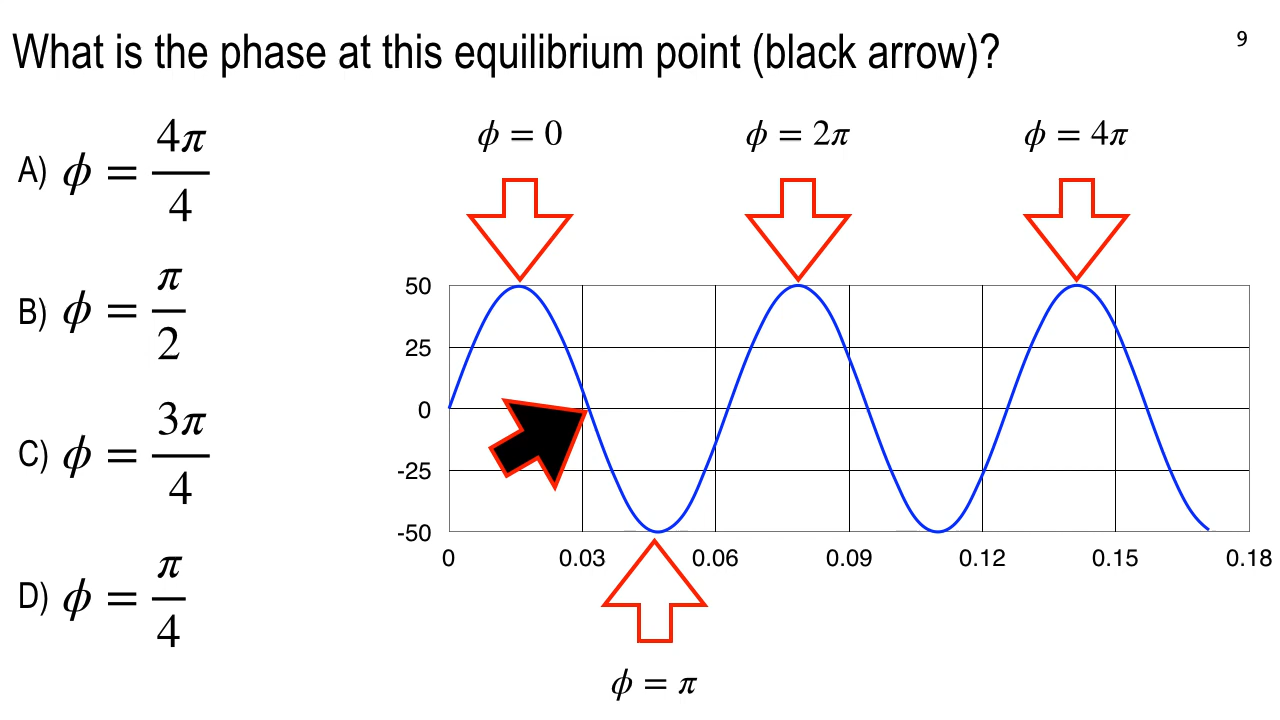 What is the phase at this equilibrium point (black arrow)?
9
A) ϕ = 4π/4
B) ϕ = π/2
C) ϕ = 3π/4
D) ϕ = π/4
ϕ = 0
ϕ = 2π
ϕ = 4π
50
25
0
-25
-50
0 0.03 0.06 0.09 0.12 0.15 0.18
ϕ = π